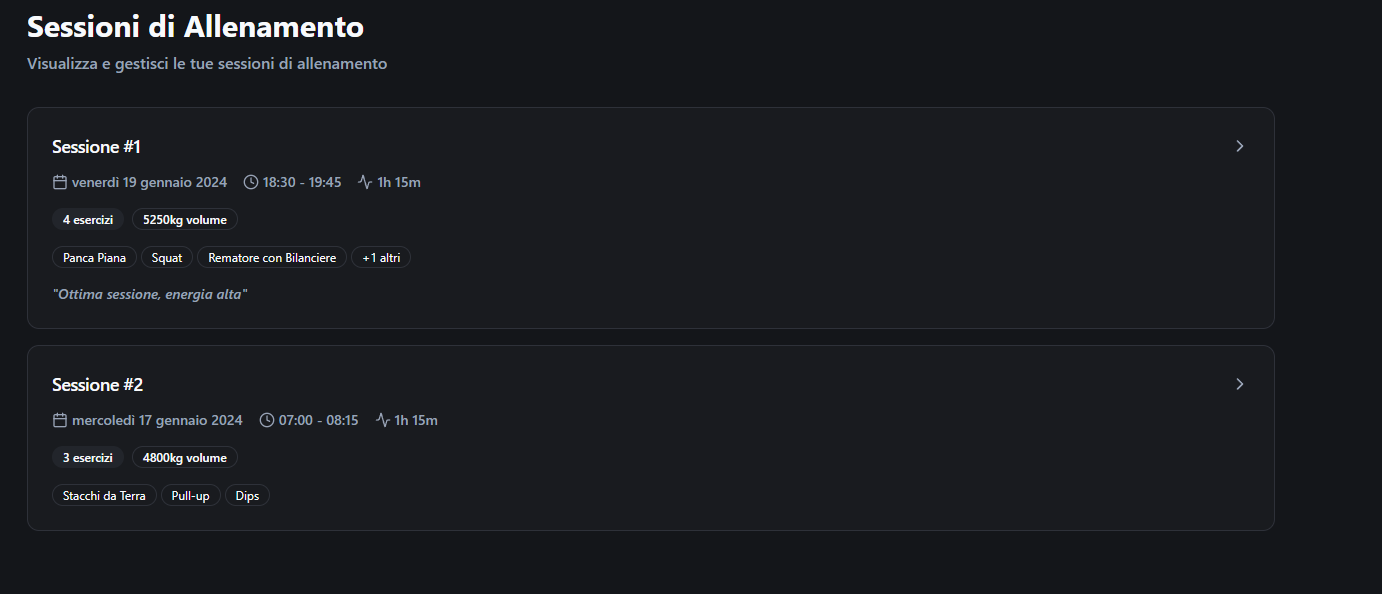 Sessioni di Allenamento
Visualizza e gestisci le tue sessioni di allenamento
Sessione #1
venerdì 19 gennaio 2024 18:30 - 19:45 1h 15m
4 esercizi 5250kg volume
Panca Piana Squat Rematore con Bilanciere +1 altri
"Ottima sessione, energia alta"
Sessione #2
mercoledì 17 gennaio 2024 07:00 - 08:15 1h 15m
3 esercizi 4800kg volume
Stacchi da Terra Pull-up Dips